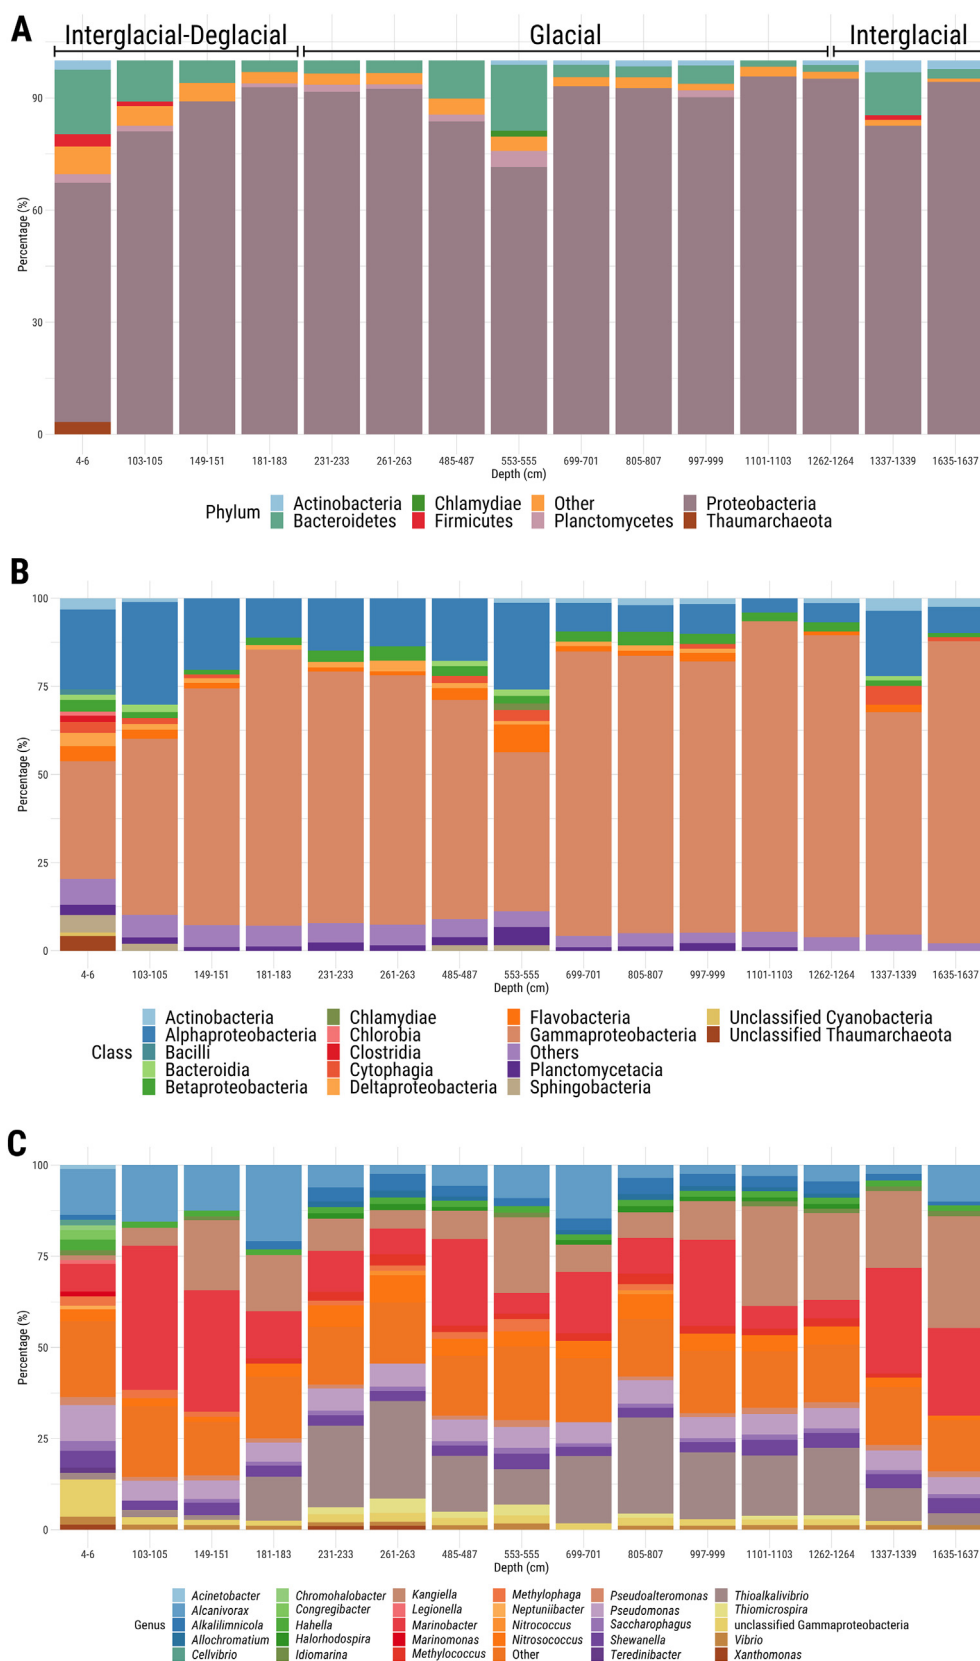 A
Interglacial-Deglacial
Glacial
Interglacial
Percentage (%)
90
60
30
0
4-6 103-105 149-151 181-183 231-233 261-263 485-487 553-555 699-701 805-807 997-999 1101-1103 1262-1264 1337-1339 1635-1637
Depth (cm)
Phylum
Actinobacteria Chlamydiae Other Proteobacteria
Bacteroidetes Firmicutes Planctomycetes Thaumarchaeota
B
Percentage (%)
100
75
50
25
0
4-6 103-105 149-151 181-183 231-233 261-263 485-487 553-555 699-701 805-807 997-999 1101-1103 1262-1264 1337-1339 1635-1637
Depth (cm)
Class
Actinobacteria Chlamydiae Flavobacteria Unclassified Cyanobacteria
Alphaproteobacteria Chlorobia Gammaproteobacteria Unclassified Thaumarchaeota
Bacilli Clostridia Others
Bacteroidia Cytophagia Planctomycetacia
Betaproteobacteria Deltaproteobacteria Sphingobacteria
C
Percentage (%)
100
75
50
25
0
4-6 103-105 149-151 181-183 231-233 261-263 485-487 553-555 699-701 805-807 997-999 1101-1103 1262-1264 1337-1339 1635-1637
Depth (cm)
Genus
Acinetobacter Chromohalobacter Kangiella Methylophaga Pseudoalteromonas Thioalkalivibrio
Alcanivorax Congregibacter Legionella Neptuniibacter Pseudomonas Thiomicrospira
Alkalilimnicola Hahella Marinobacter Nitrococcus Saccharophagus unclassified Gammaproteobacteria
Allochromatium Halorhodospira Marinomonas Nitrosococcus Shewanella Vibrio
Cellvibrio Idiomarina Methylococcus Other Teredinibacter Xanthomonas